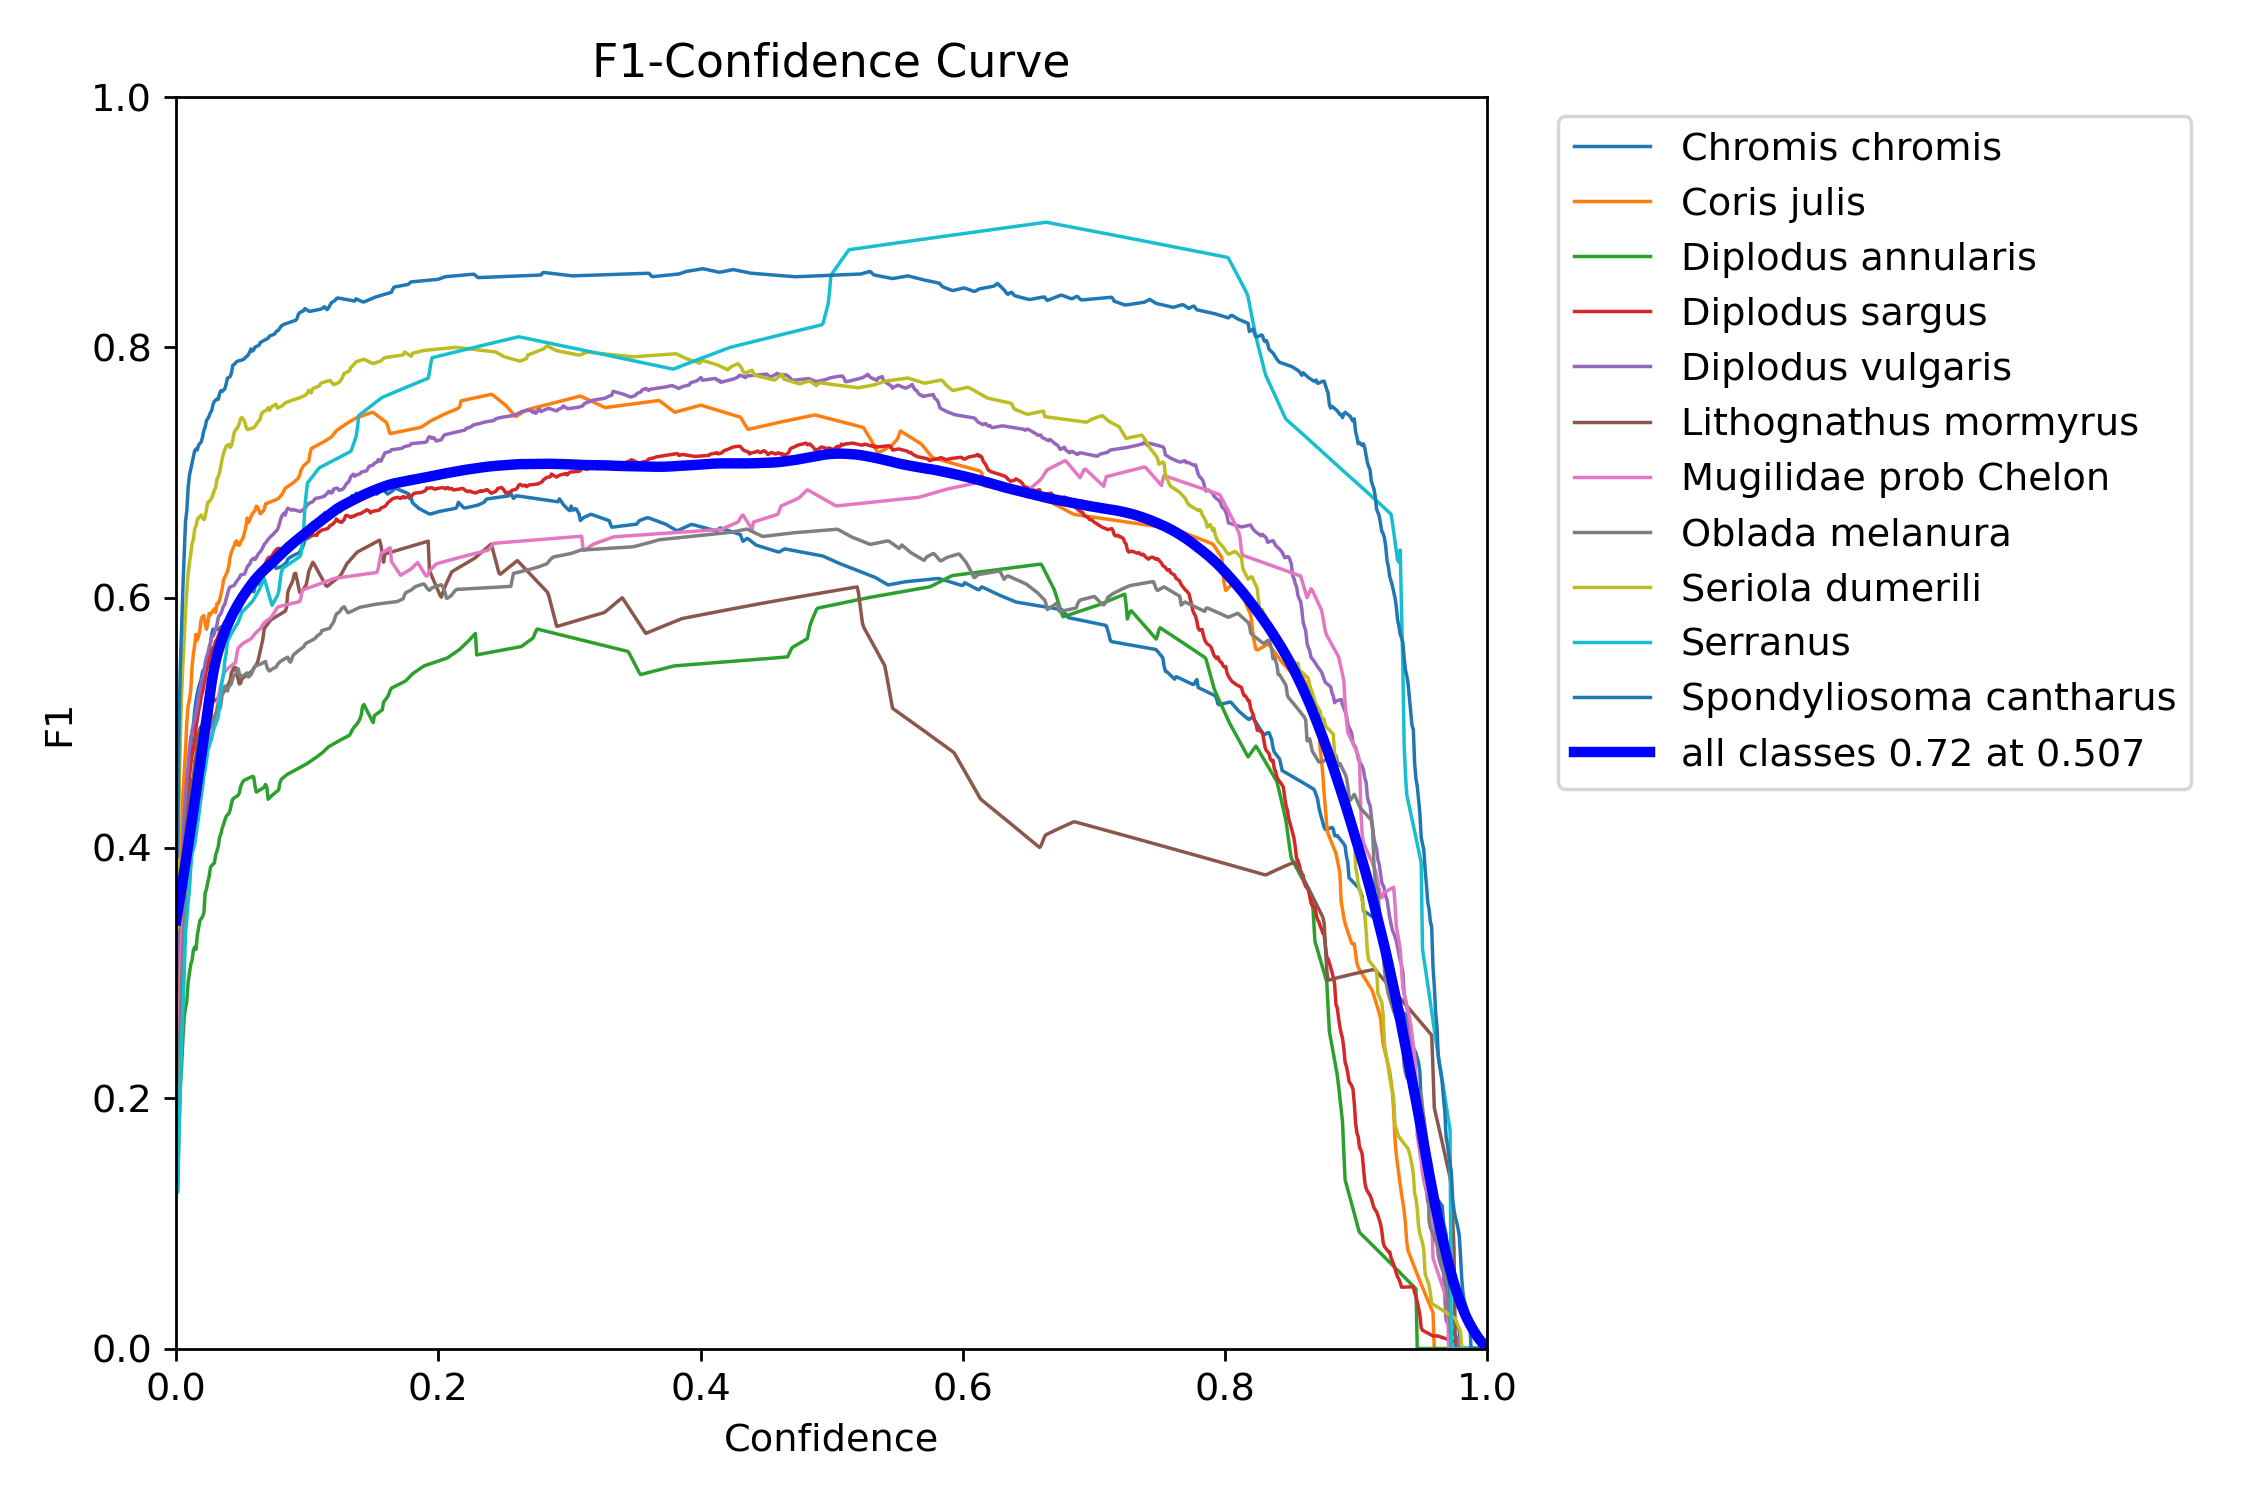 F1-Confidence Curve
1.0
0.8
0.6
0.4
0.2
0.0
F1
0.0 0.2 0.4 0.6 0.8 1.0
Confidence
Chromis chromis
Coris julis
Diplodus annularis
Diplodus sargus
Diplodus vulgaris
Lithognathus mormyrus
Mugilidae prob Chelon
Oblada melanura
Seriola dumerili
Serranus
Spondyliosoma cantharus
all classes 0.72 at 0.507